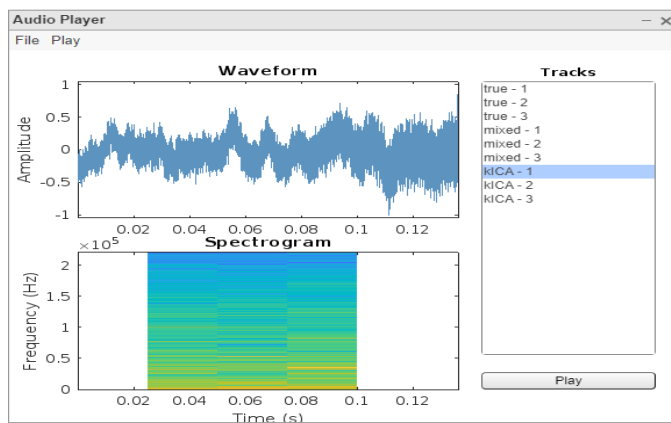 Audio Player
File Play
Waveform
Amplitude
1
0.5
0
-0.5
-1
0.02 0.04 0.06 0.08 0.1 0.12
Spectrogram
×10⁵
Frequency (Hz)
2
1.5
1
0.5
0
0.02 0.04 0.06 0.08 0.1 0.12
Time (s)
Tracks
true - 1
true - 2
true - 3
mixed - 1
mixed - 2
mixed - 3
kICA - 1
kICA - 2
kICA - 3
Play